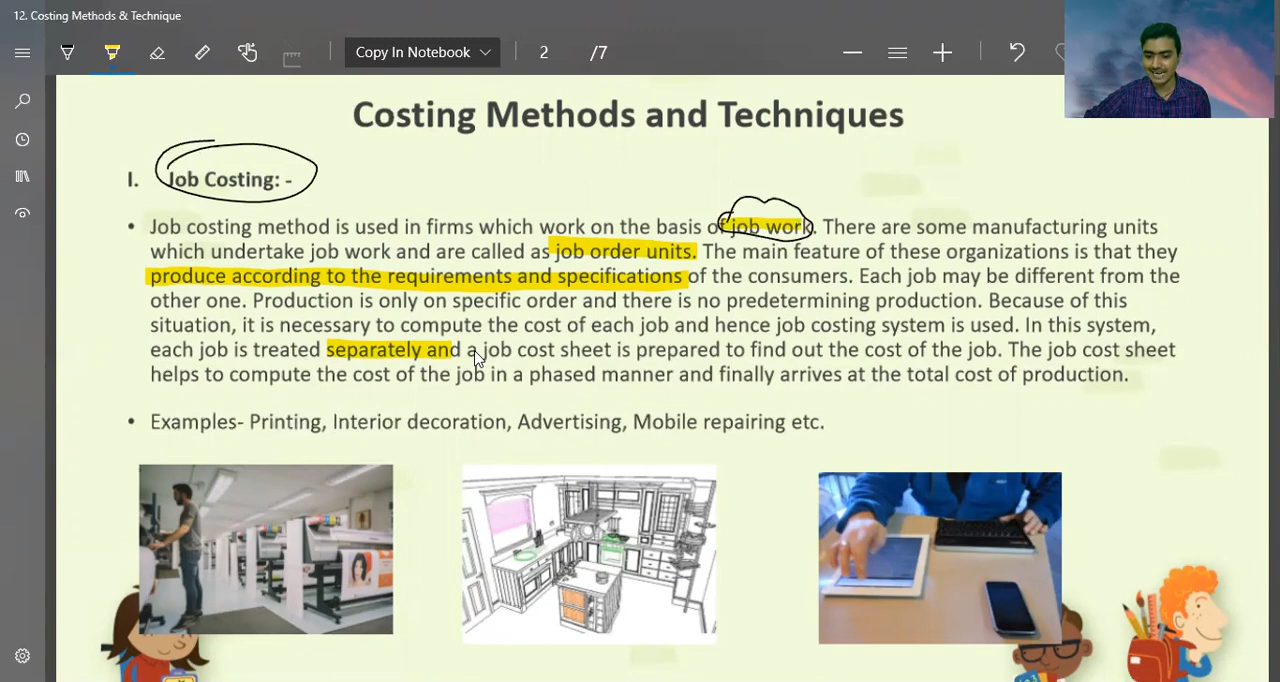 12. Costing Methods & Technique
Copy In Notebook
2
/7
Costing Methods and Techniques
I. Job Costing: -
• Job costing method is used in firms which work on the basis of job work. There are some manufacturing units
which undertake job work and are called as job order units. The main feature of these organizations is that they
produce according to the requirements and specifications of the consumers. Each job may be different from the
other one. Production is only on specific order and there is no predetermining production. Because of this
situation, it is necessary to compute the cost of each job and hence job costing system is used. In this system,
each job is treated separately and a job cost sheet is prepared to find out the cost of the job. The job cost sheet
helps to compute the cost of the job in a phased manner and finally arrives at the total cost of production.
• Examples- Printing, Interior decoration, Advertising, Mobile repairing etc.